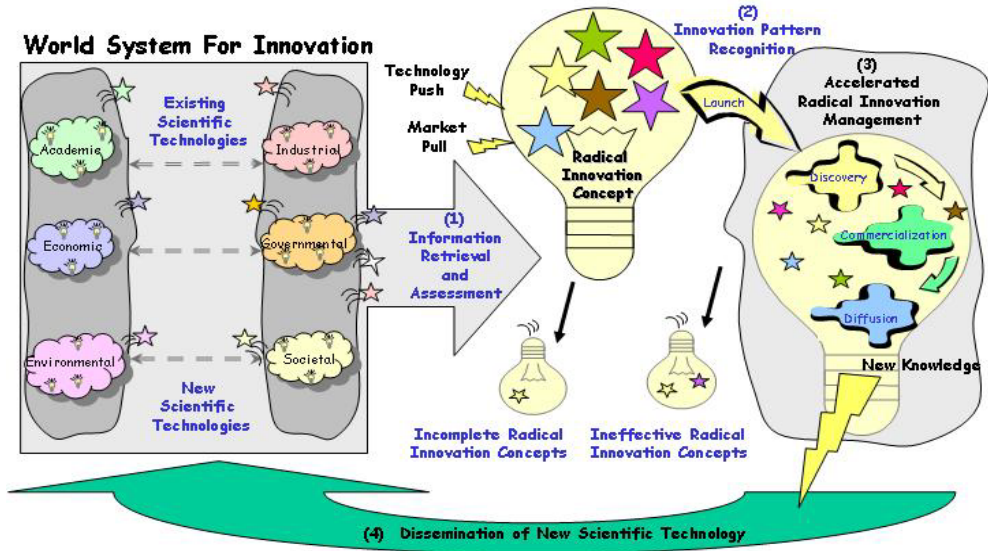 World System For Innovation
Existing
Scientific
Technologies
Academic
Industrial
Economic
Governmental
Environmental
Societal
New
Scientific
Technologies
(1)
Information
Retrieval
and
Assessment
Technology
Push
Market
Pull
Radical
Innovation
Concept
(2)
Innovation Pattern
Recognition
Launch
(3)
Accelerated
Radical Innovation
Management
Discovery
Commercialization
Diffusion
New Knowledge
Incomplete Radical
Innovation Concepts
Ineffective Radical
Innovation Concepts
(4) Dissemination of New Scientific Technology